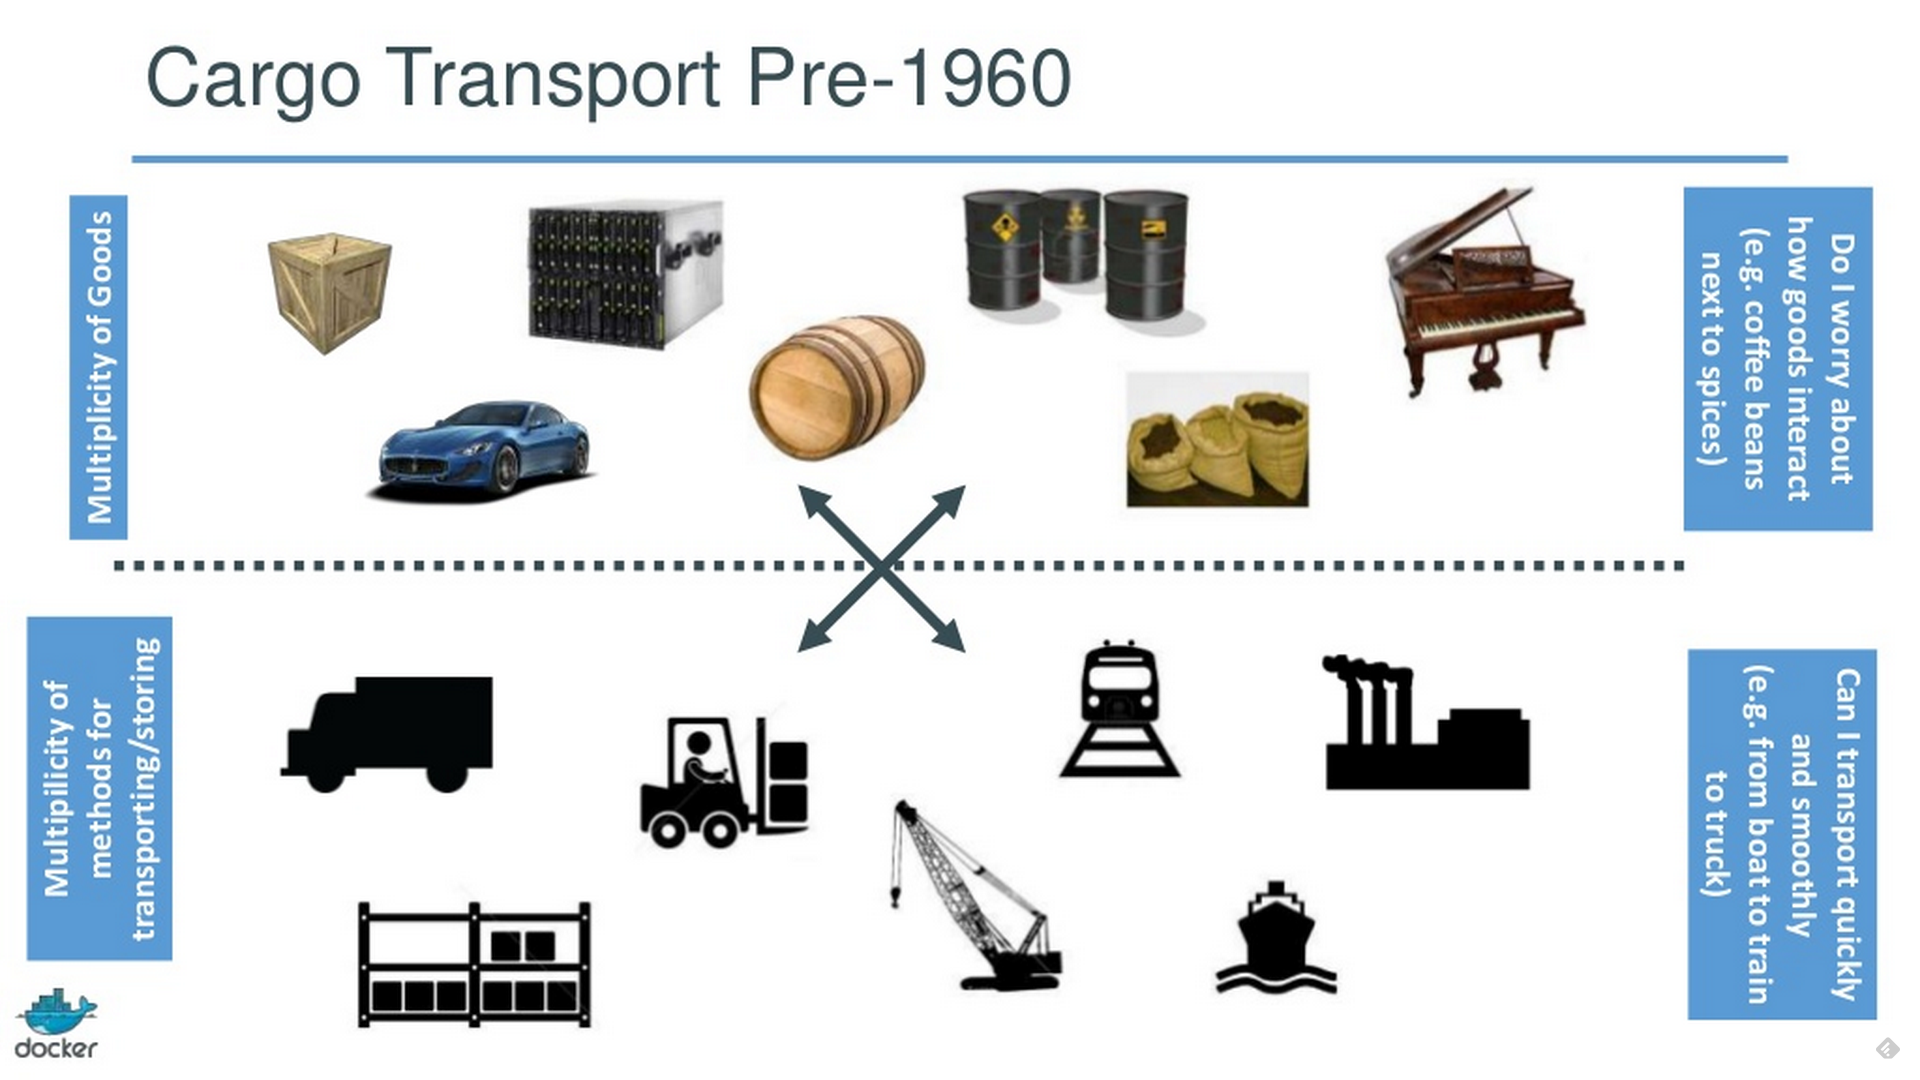 Cargo Transport Pre-1960
Multiplicity of Goods
Do I worry about
how goods interact
(e.g. coffee beans
next to spices)
Multipilicity of
methods for
transporting/storing
Can I transport quickly
and smoothly
(e.g. from boat to train
to truck)
docker